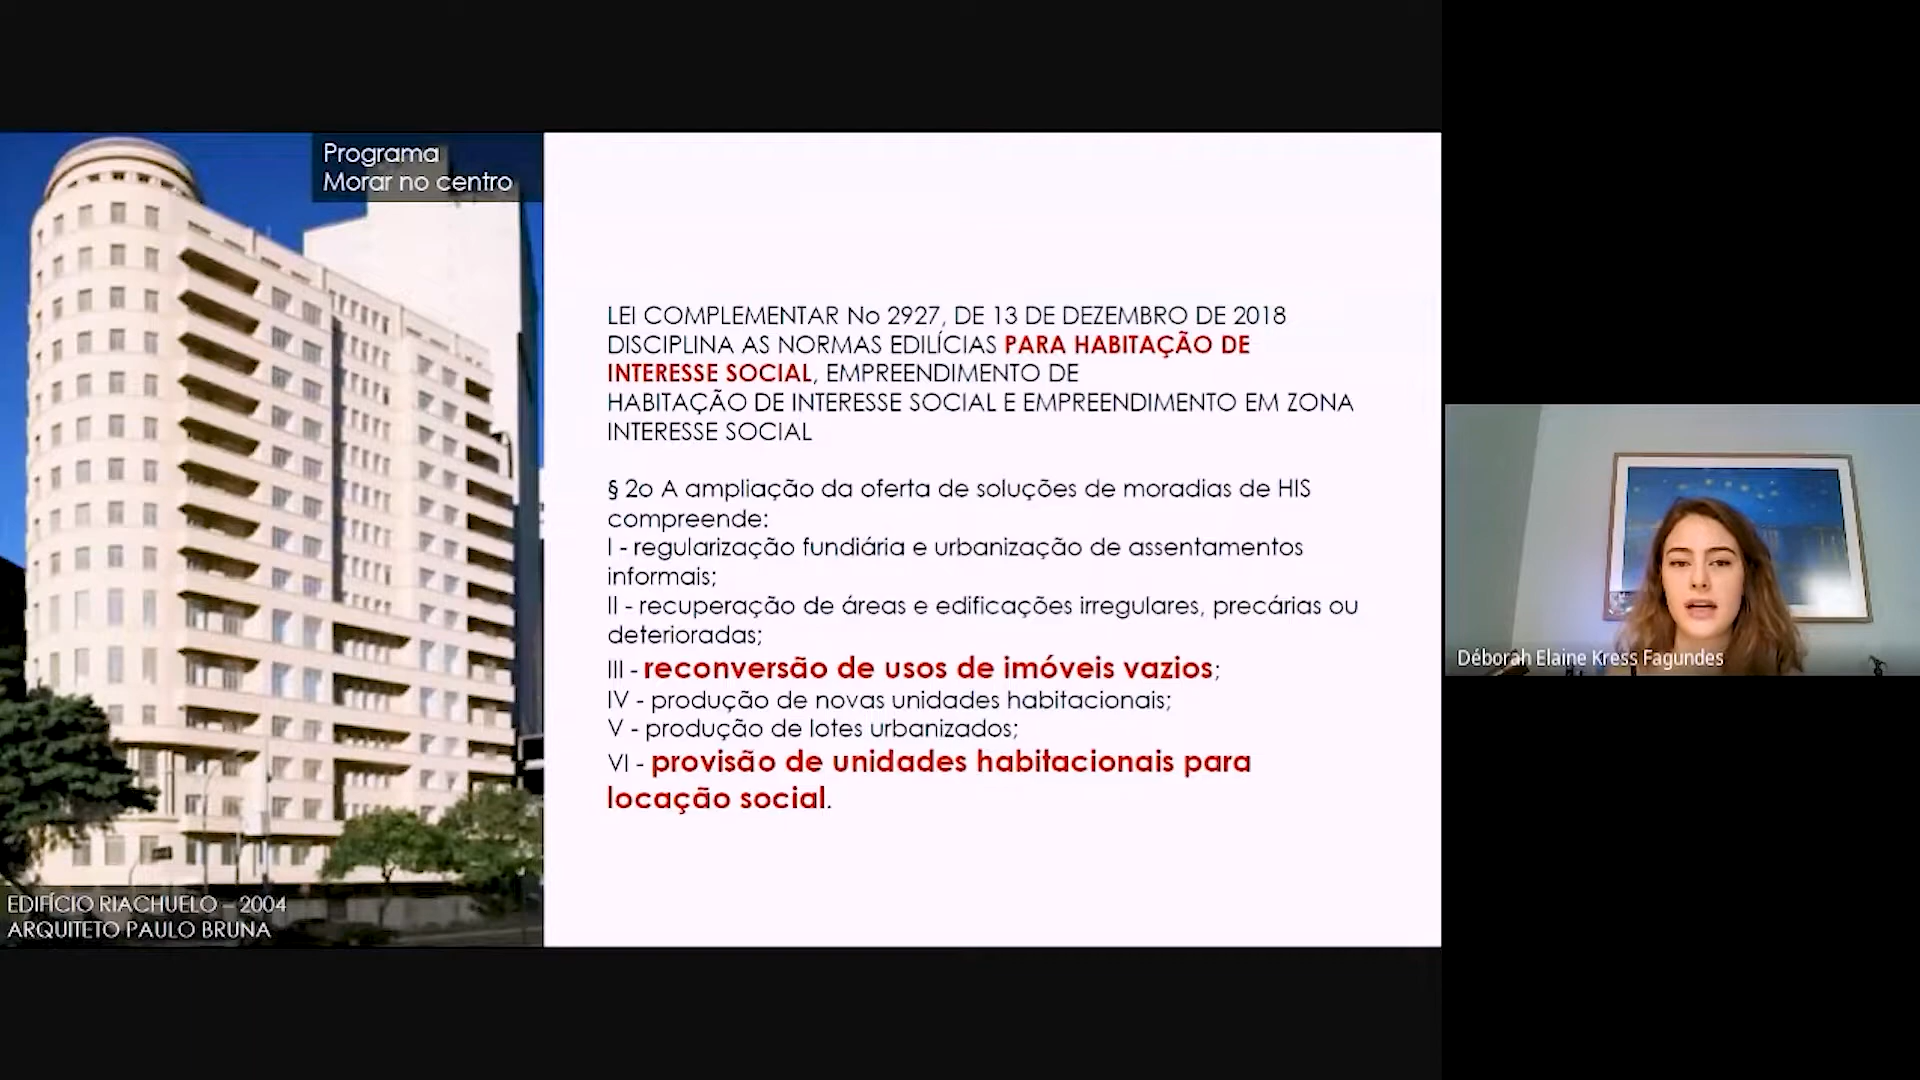 Programa
Morar no centro
LEI COMPLEMENTAR No 2927, DE 13 DE DEZEMBRO DE 2018
DISCIPLINA AS NORMAS EDILÍCIAS PARA HABITAÇÃO DE
INTERESSE SOCIAL, EMPREENDIMENTO DE
HABITAÇÃO DE INTERESSE SOCIAL E EMPREENDIMENTO EM ZONA
INTERESSE SOCIAL
§ 2o A ampliação da oferta de soluções de moradias de HIS
compreende:
I - regularização fundiária e urbanização de assentamentos
informais;
II - recuperação de áreas e edificações irregulares, precárias ou
deterioradas;
III - reconversão de usos de imóveis vazios;
IV - produção de novas unidades habitacionais;
V - produção de lotes urbanizados;
VI - provisão de unidades habitacionais para
locação social.
EDIFÍCIO RIACHUELO – 2004
ARQUITETO PAULO BRUNA
Déborah Elaine Kress Fagundes